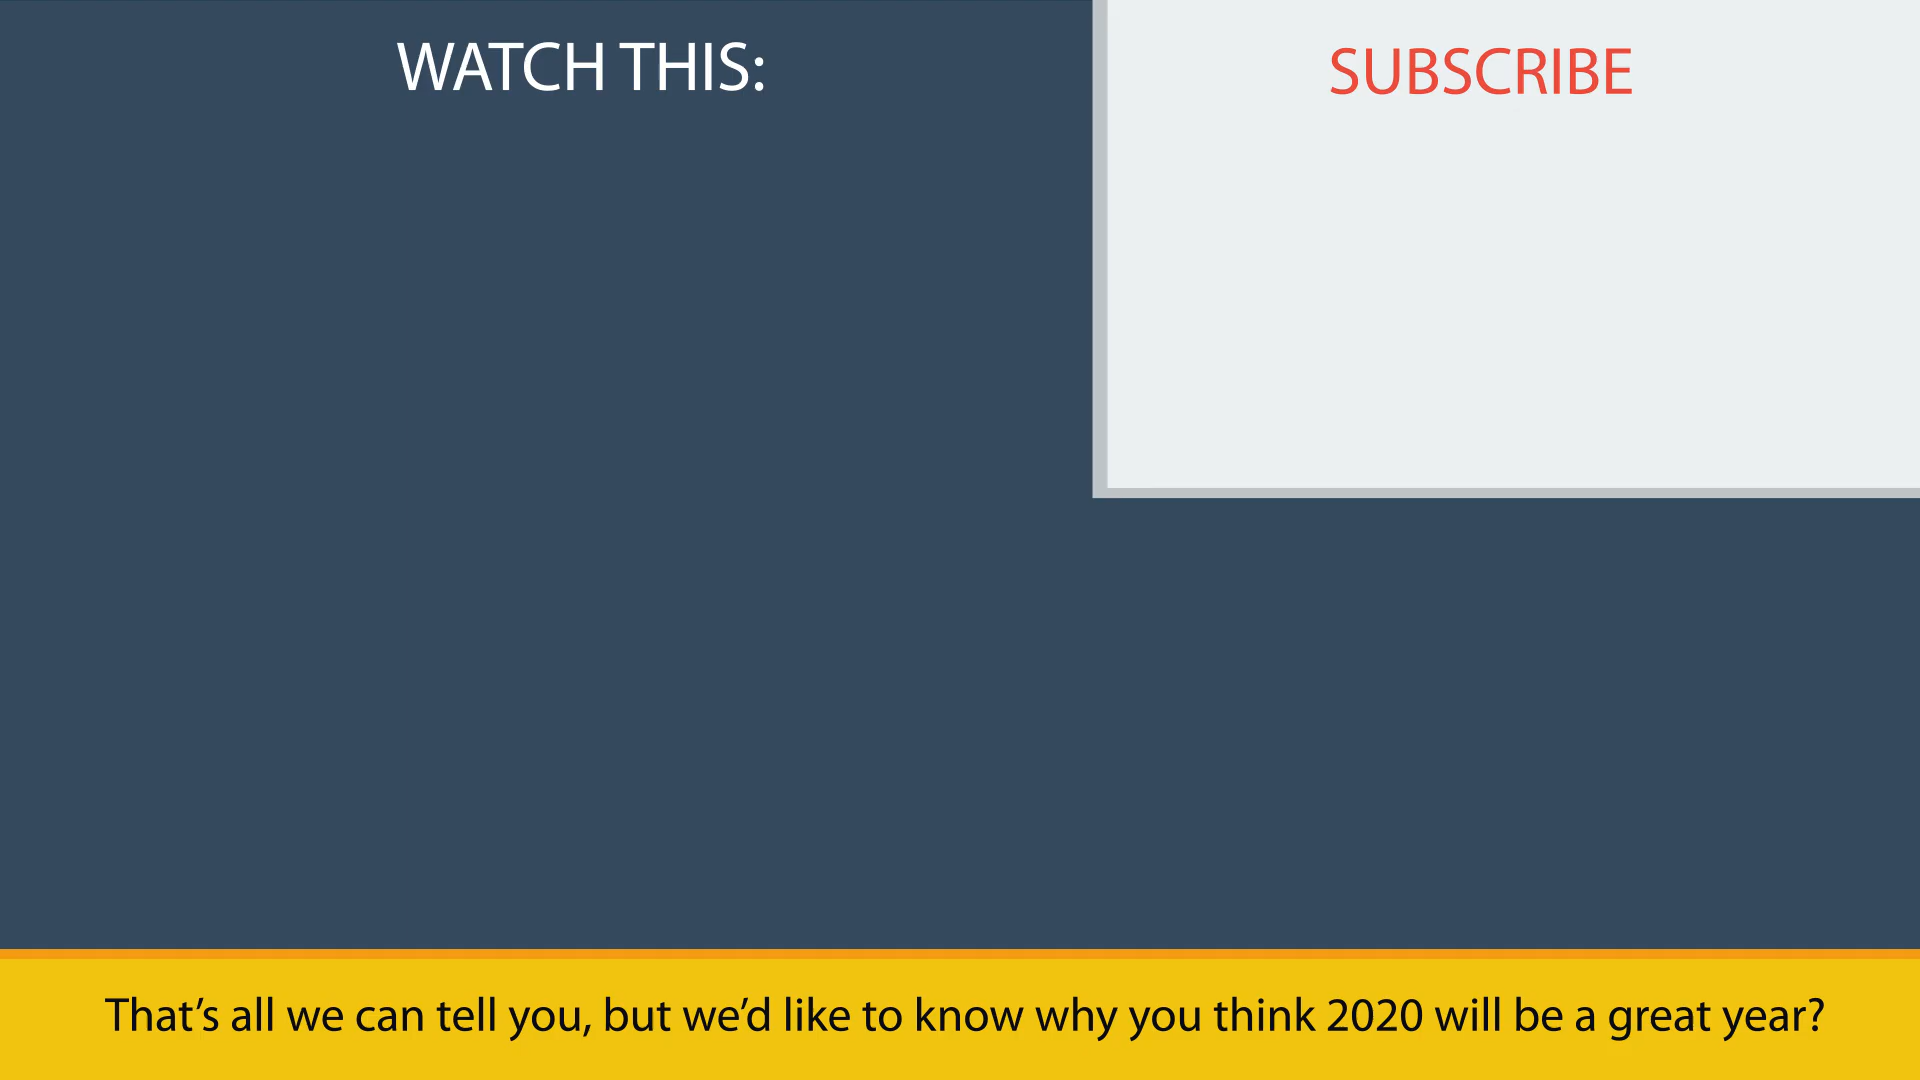 WATCH THIS:
SUBSCRIBE
That’s all we can tell you, but we’d like to know why you think 2020 will be a great year?